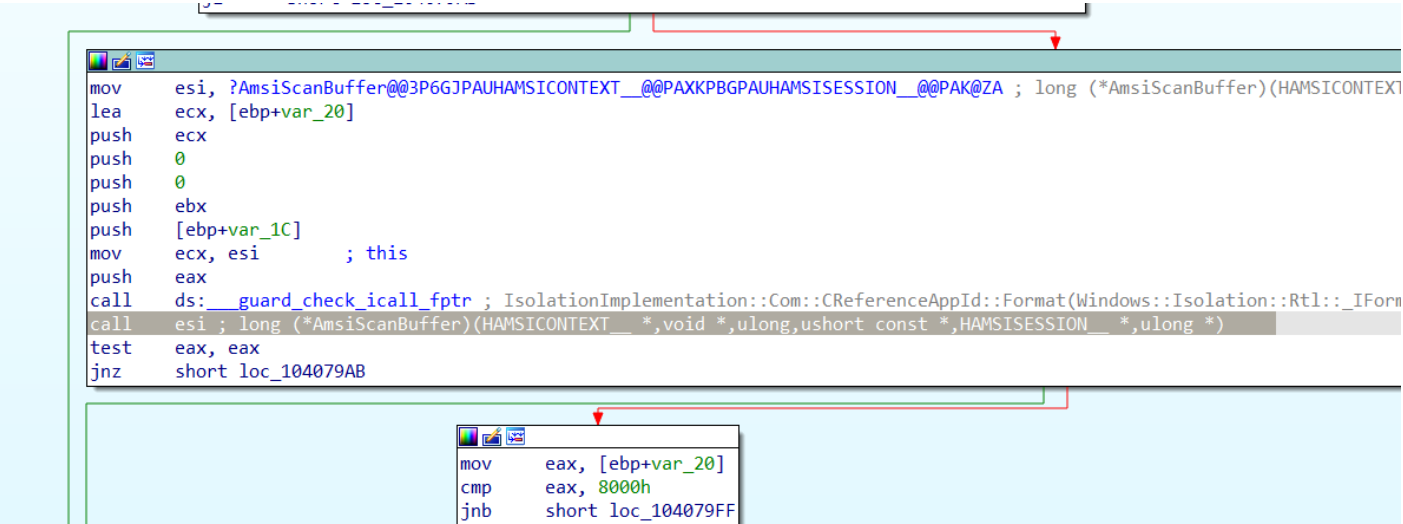 mov esi, ?AmsiScanBuffer@@3P6GJPAUHAMSICONTEXT__@@PAXKPBGPAUHAMSISESSION__@@PAK@ZA ; long (*AmsiScanBuffer)(HAMSICONTEXT
lea ecx, [ebp+var_20]
push ecx
push 0
push 0
push ebx
push [ebp+var_1C]
mov ecx, esi ; this
push eax
call ds:___guard_check_icall_fptr ; IsolationImplementation::Com::CReferenceAppId::Format(Windows::Isolation::Rtl::_IForm
call esi ; long (*AmsiScanBuffer)(HAMSICONTEXT__ *,void *,ulong,ushort const *,HAMSISESSION__ *,ulong *)
test eax, eax
jnz short loc_104079AB
mov eax, [ebp+var_20]
cmp eax, 8000h
jnb short loc_104079FF